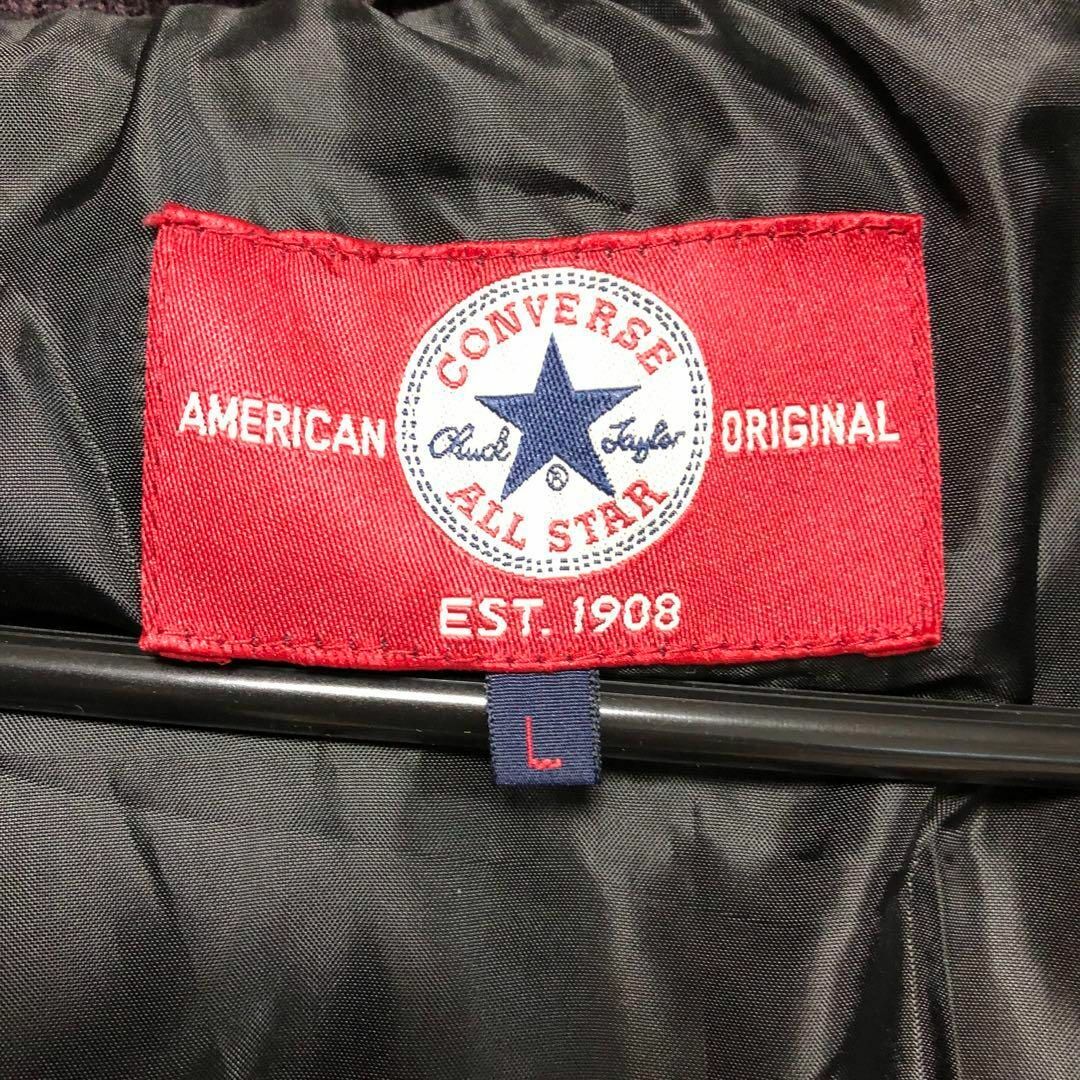 CONVERSE
AMERICAN Chuck Taylor ORIGINAL
®
ALL STAR
EST. 1908
L